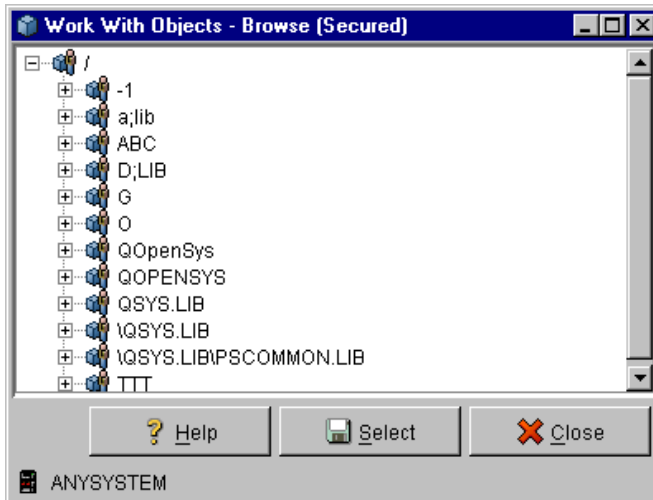 Work With Objects - Browse (Secured)
/
-1
a;lib
ABC
D;LIB
G
O
QOpenSys
QOPENSYS
QSYS.LIB
\QSYS.LIB
\QSYS.LIB\PSCOMMON.LIB
TTT
? Help Select Close
ANYSYSTEM